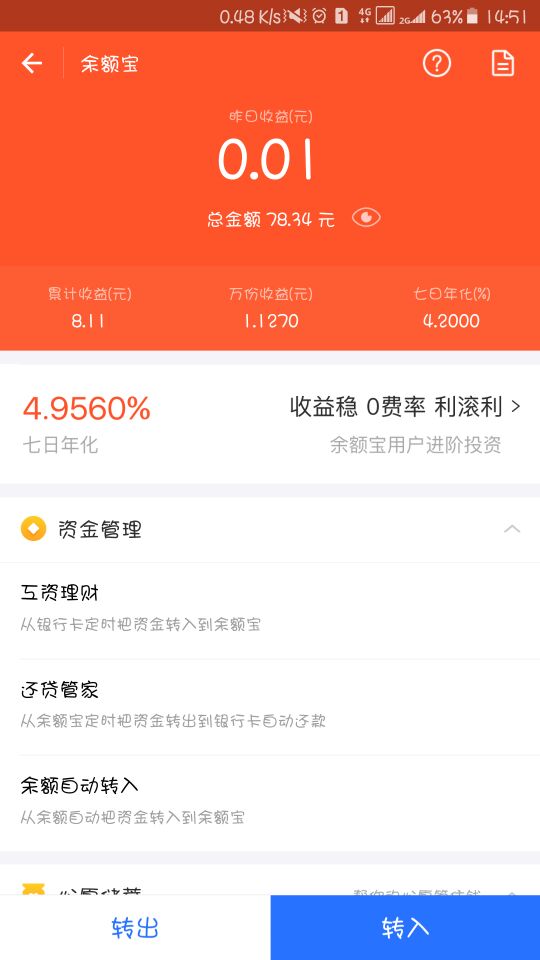 0.48 K/s 1 4G 2G 63% 14:51
余额宝
昨日收益(元)
0.01
总金额 78.34 元
累计收益(元) 万份收益(元) 七日年化(%)
8.11 1.1270 4.2000
4.9560% 收益稳 0费率 利滚利
七日年化 余额宝用户进阶投资
资金管理
工资理财
从银行卡定时把资金转入到余额宝
还贷管家
从余额宝定时把资金转出到银行卡自动还款
余额自动转入
从余额自动把资金转入到余额宝
转出 转入